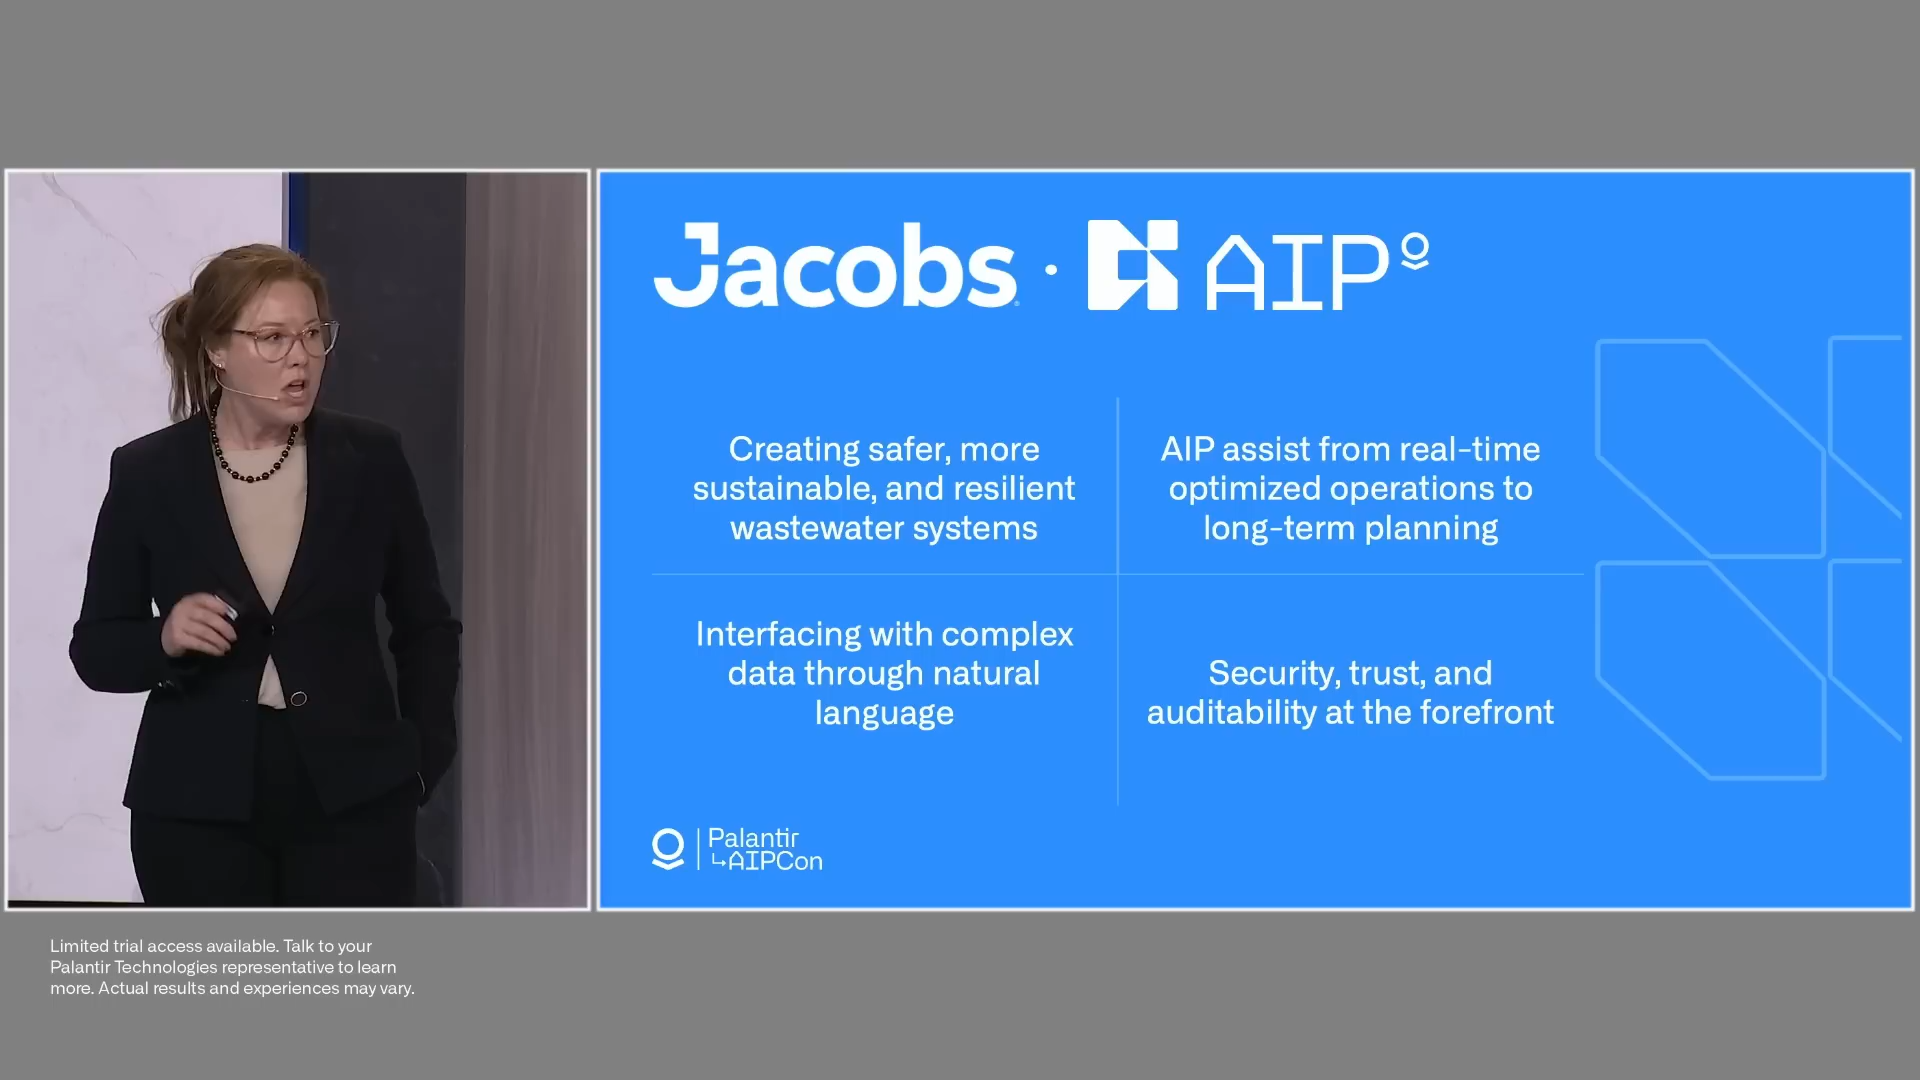 Jacobs. · AIP
Creating safer, more
sustainable, and resilient
wastewater systems
AIP assist from real-time
optimized operations to
long-term planning
Interfacing with complex
data through natural
language
Security, trust, and
auditability at the forefront
Palantir
↳AIPCon
Limited trial access available. Talk to your
Palantir Technologies representative to learn
more. Actual results and experiences may vary.